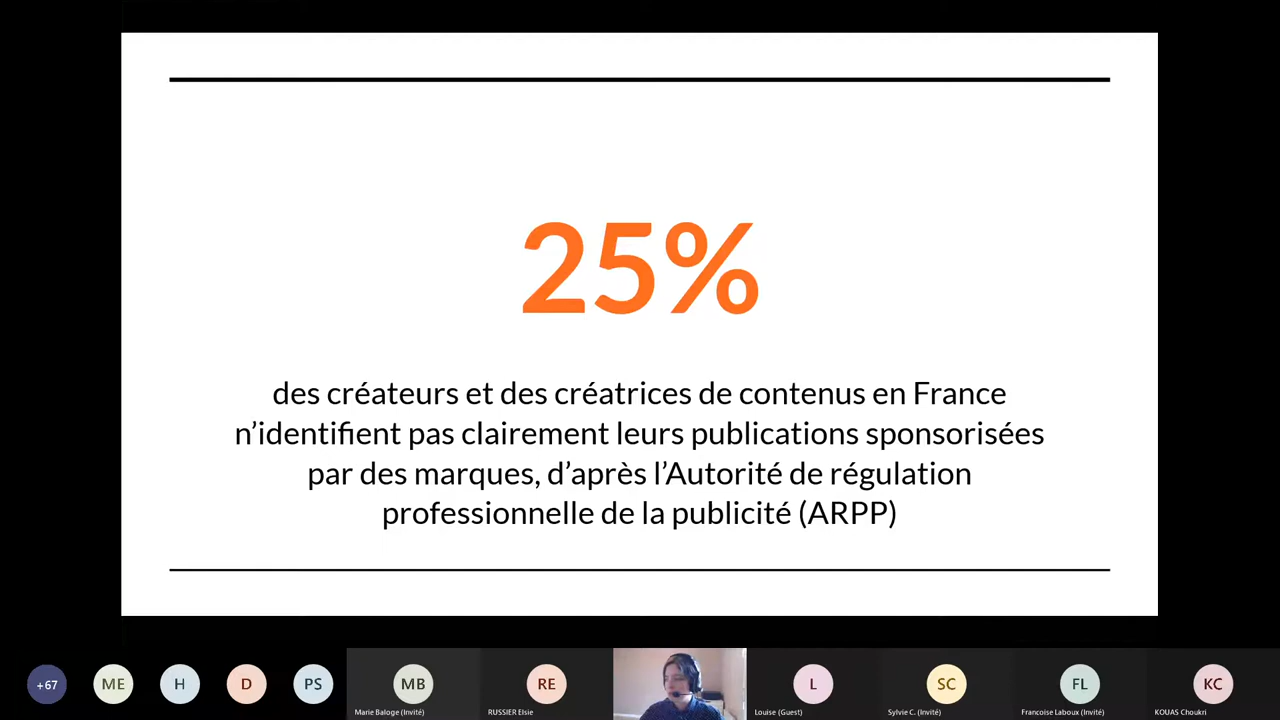 25%
des créateurs et des créatrices de contenus en France
n’identifient pas clairement leurs publications sponsorisées
par des marques, d’après l’Autorité de régulation
professionnelle de la publicité (ARPP)
+67
ME
H
D
PS
MB
RE
L
SC
FL
KC
Marie Baloge (Invité)
RUSSIER Elsie
Louise (Guest)
Sylvie C. (Invité)
Francoise Laboux (Invité)
KOUAS Choukri